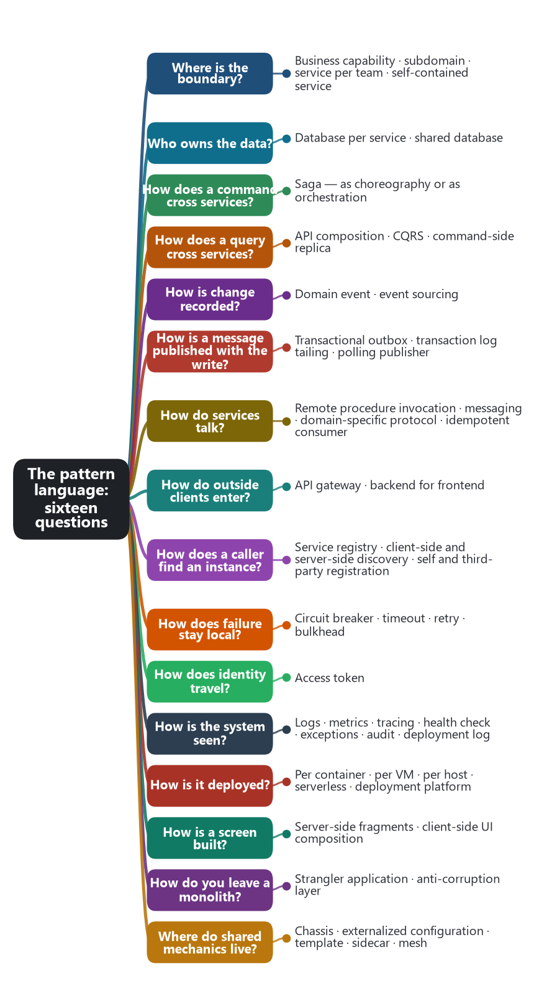 The pattern
language:
sixteen
questions
Where is the
boundary?
Business capability · subdomain ·
service per team · self-contained
service
Who owns the data?
Database per service · shared database
How does a command
cross services?
Saga — as choreography or as
orchestration
How does a query
cross services?
API composition · CQRS · command-side
replica
How is change
recorded?
Domain event · event sourcing
How is a message
published with the
write?
Transactional outbox · transaction log
tailing · polling publisher
How do services
talk?
Remote procedure invocation · messaging
· domain-specific protocol · idempotent
consumer
How do outside
clients enter?
API gateway · backend for frontend
How does a caller
find an instance?
Service registry · client-side and
server-side discovery · self and third-
party registration
How does failure
stay local?
Circuit breaker · timeout · retry ·
bulkhead
How does identity
travel?
Access token
How is the system
seen?
Logs · metrics · tracing · health check
· exceptions · audit · deployment log
How is it deployed?
Per container · per VM · per host ·
serverless · deployment platform
How is a screen
built?
Server-side fragments · client-side UI
composition
How do you leave a
monolith?
Strangler application · anti-corruption
layer
Where do shared
mechanics live?
Chassis · externalized configuration ·
template · sidecar · mesh